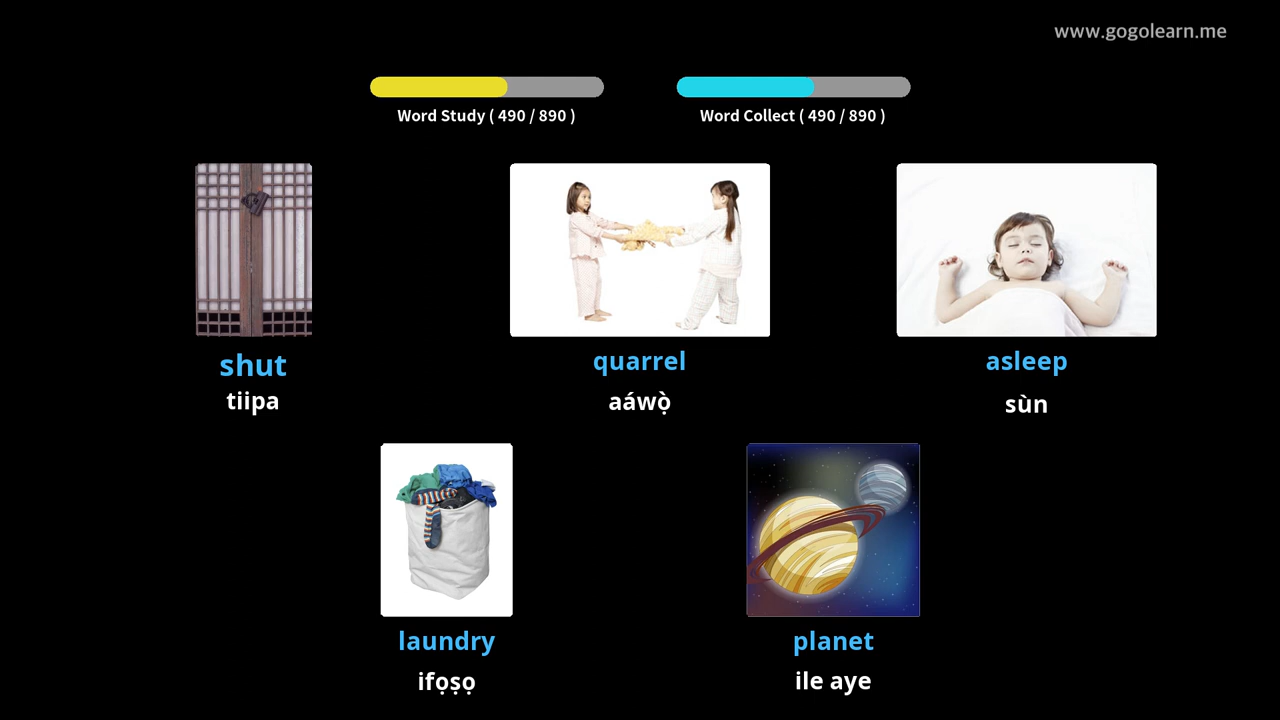 www.gogolearn.me
Word Study ( 490 / 890 )
Word Collect ( 490 / 890 )
shut
tiipa
quarrel
aáwọ̀
asleep
sùn
laundry
ifọṣọ
planet
ile aye